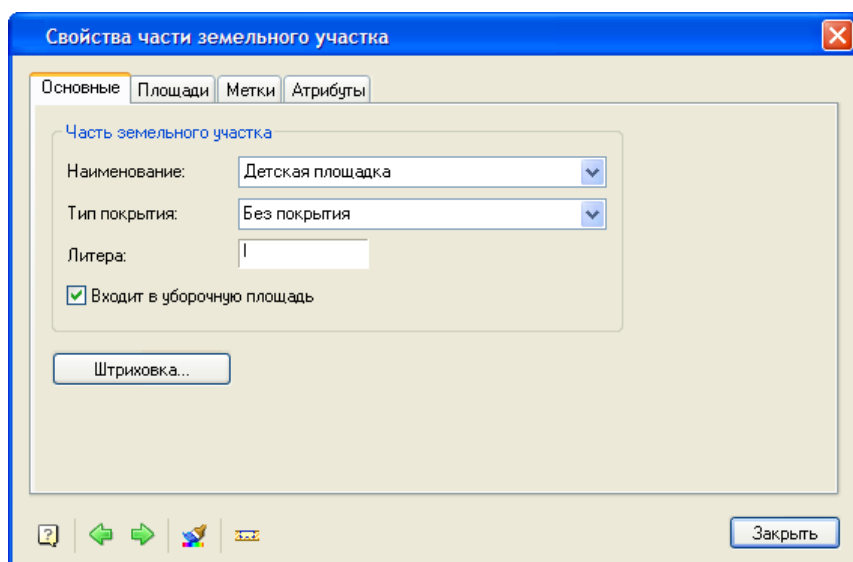 Свойства части земельного участка
Основные Площади Метки Атрибуты
Часть земельного участка
Наименование: Детская площадка
Тип покрытия: Без покрытия
Литера:
Входит в уборочную площадь
Штриховка...
Закрыть